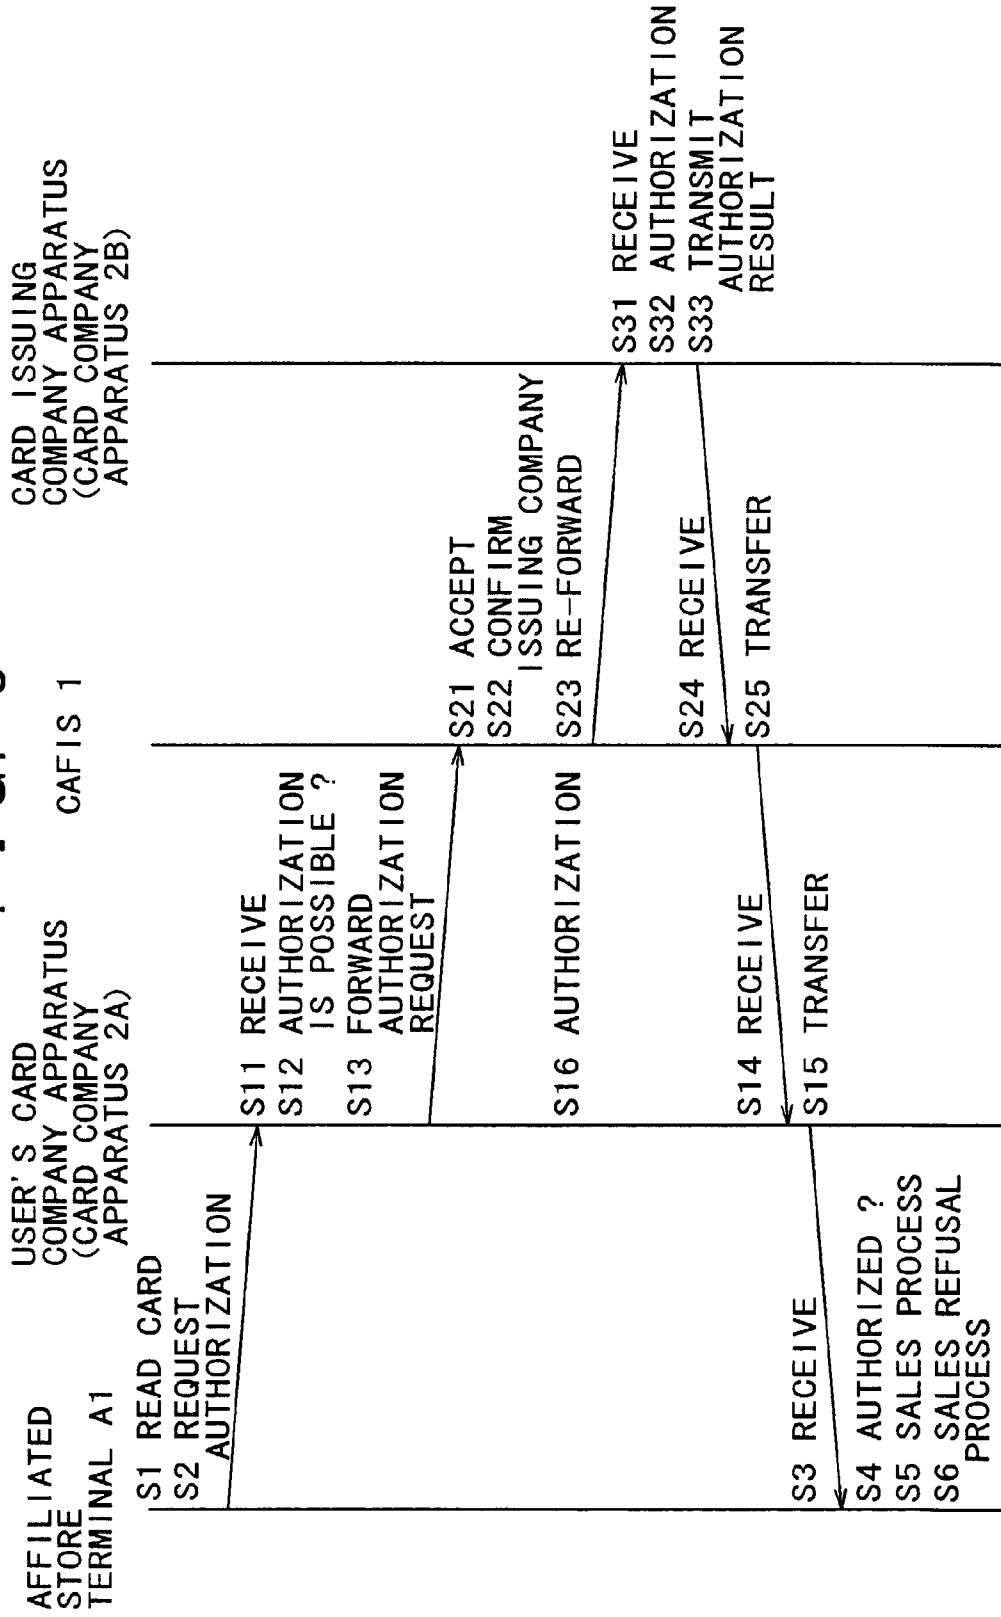 AFFILIATED
STORE
TERMINAL A1
S1 READ CARD
S2 REQUEST
AUTHORIZATION
S3 RECEIVE
S4 AUTHORIZED ?
S5 SALES PROCESS
S6 SALES REFUSAL
PROCESS
USER'S CARD
COMPANY APPARATUS
(CARD COMPANY
APPARATUS 2A)
S11 RECEIVE
S12 AUTHORIZATION
IS POSSIBLE ?
S13 FORWARD
AUTHORIZATION
REQUEST
S16 AUTHORIZATION
S14 RECEIVE
S15 TRANSFER
CAFIS 1
S21 ACCEPT
S22 CONFIRM
ISSUING COMPANY
S23 RE-FORWARD
S24 RECEIVE
S25 TRANSFER
CARD ISSUING
COMPANY APPARATUS
(CARD COMPANY
APPARATUS 2B)
S31 RECEIVE
S32 AUTHORIZATION
S33 TRANSMIT
AUTHORIZATION
RESULT